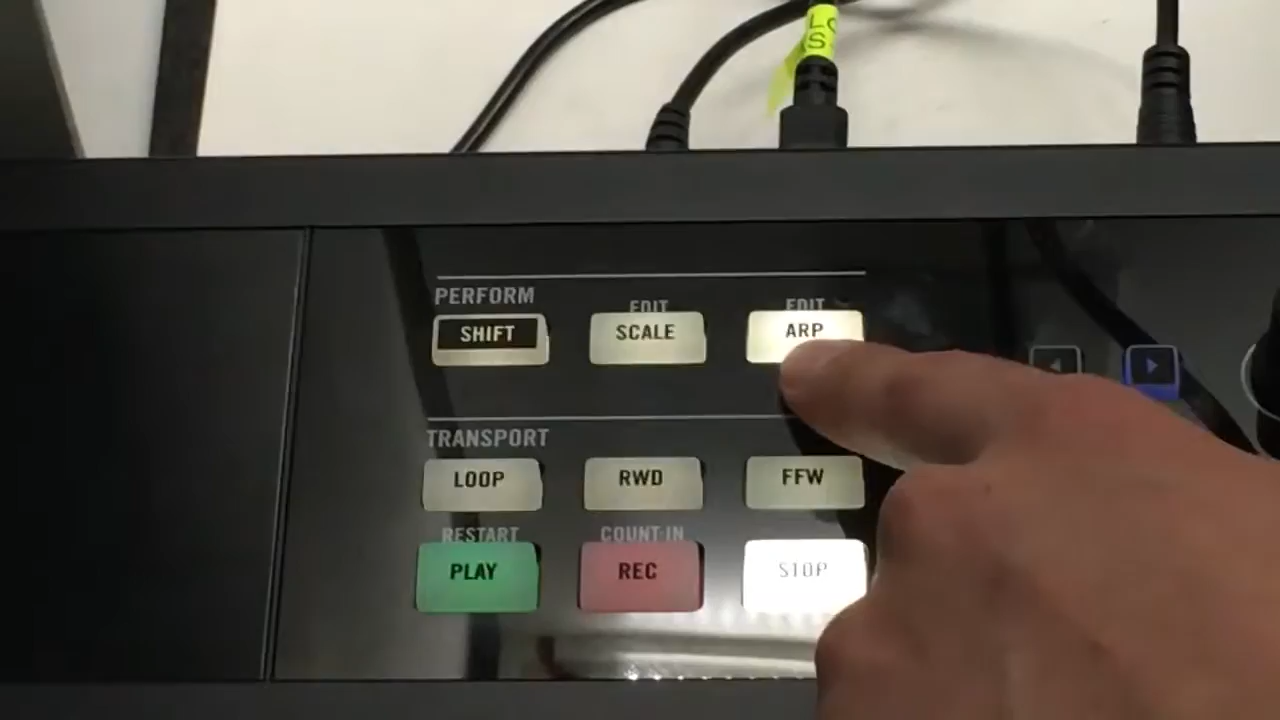 PERFORM
EDIT
EDIT
SHIFT
SCALE
ARP
TRANSPORT
LOOP
RWD
FFW
RESTART
COUNT-IN
PLAY
REC
STOP